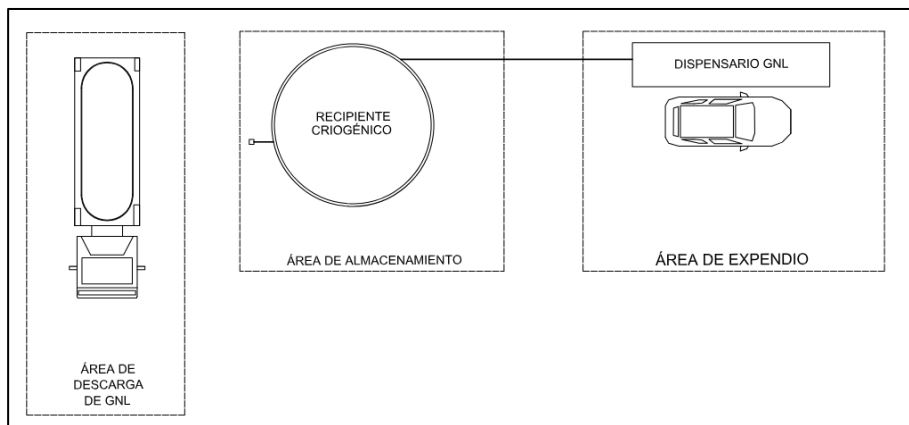 DISPENSARIO GNL
RECIPIENTE
CRIOGÉNICO
ÁREA DE ALMACENAMIENTO
ÁREA DE EXPENDIO
ÁREA DE
DESCARGA
DE GNL